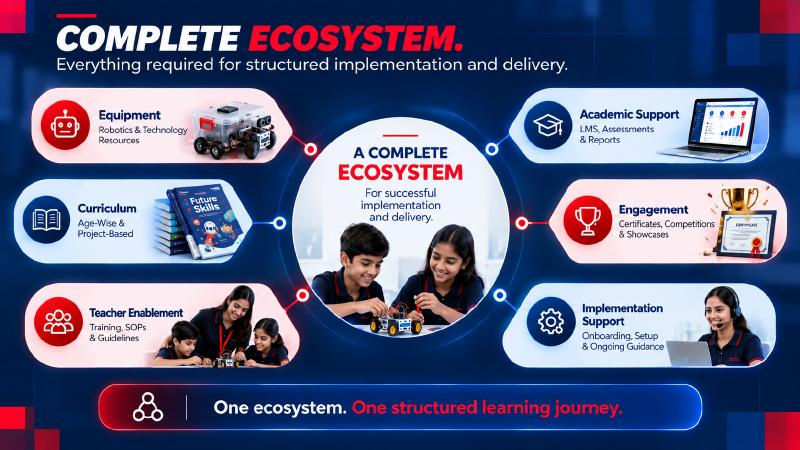 COMPLETE ECOSYSTEM.
Everything required for structured implementation and delivery.
Equipment
Robotics & Technology
Resources
Curriculum
Age-Wise &
Project-Based
Future
Skills
Teacher Enablement
Training, SOPs
& Guidelines
A COMPLETE
ECOSYSTEM
For successful
implementation
and delivery.
Academic Support
LMS, Assessments
& Reports
Engagement
Certificates, Competitions
& Showcases
CERTIFICATE
Implementation
Support
Onboarding, Setup
& Ongoing Guidance
One ecosystem. One structured learning journey.